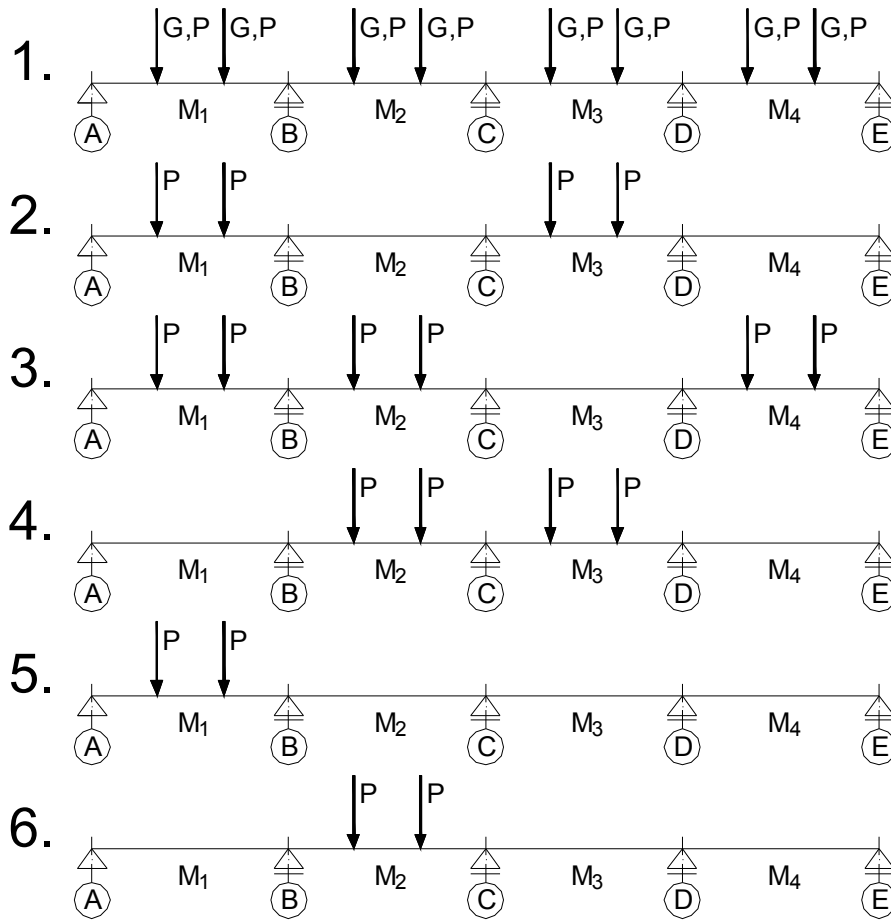 G,P G,P G,P G,P G,P G,P G,P G,P
1.
M₁ M₂ M₃ M₄
A B C D E
P P P P
2.
M₁ M₂ M₃ M₄
A B C D E
P P P P P P
3.
M₁ M₂ M₃ M₄
A B C D E
P P P P
4.
M₁ M₂ M₃ M₄
A B C D E
P P
5.
M₁ M₂ M₃ M₄
A B C D E
P P
6.
M₁ M₂ M₃ M₄
A B C D E